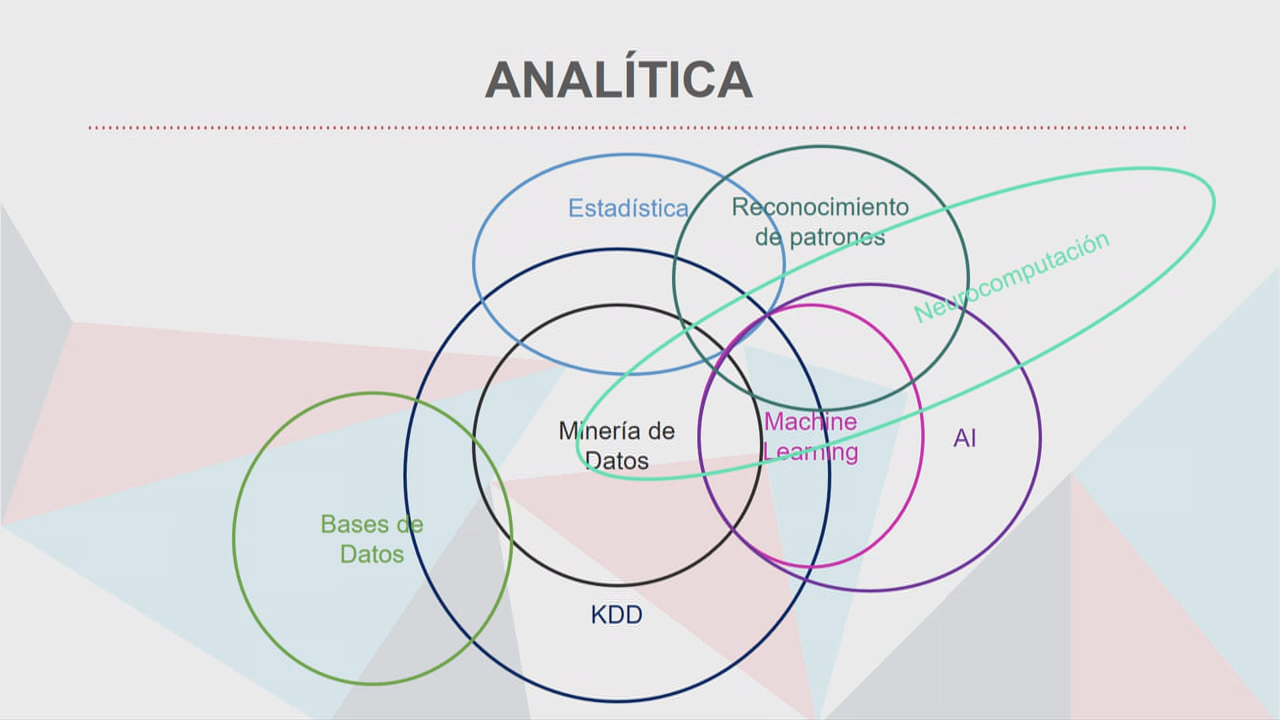 ANALÍTICA
Estadística
Reconocimiento
de patrones
Neurocomputación
Minería de
Datos
Machine
Learning
AI
Bases de
Datos
KDD